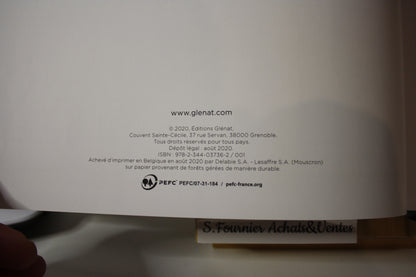 www.glenat.com
© 2020, Éditions Glénat,
Couvent Sainte-Cécile, 37 rue Servan, 38000 Grenoble.
Tous droits réservés pour tous pays.
Dépôt légal : août 2020.
ISBN : 978-2-344-03736-2 / 001
Achevé d'imprimer en Belgique en août 2020 par Delabie S.A. - Lesaffre S.A. (Mouscron)
sur papier provenant de forêts gérées de manière durable.
PEFC PEFC/07-31-184 / pefc-france.org
S.Fournier Achats&Ventes